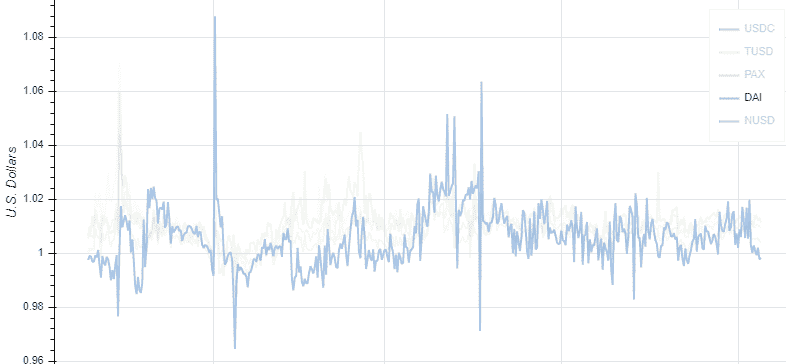 U.S. Dollars
1.08
1.06
1.04
1.02
1
0.98
0.96
USDC
TUSD
PAX
DAI
NUSD